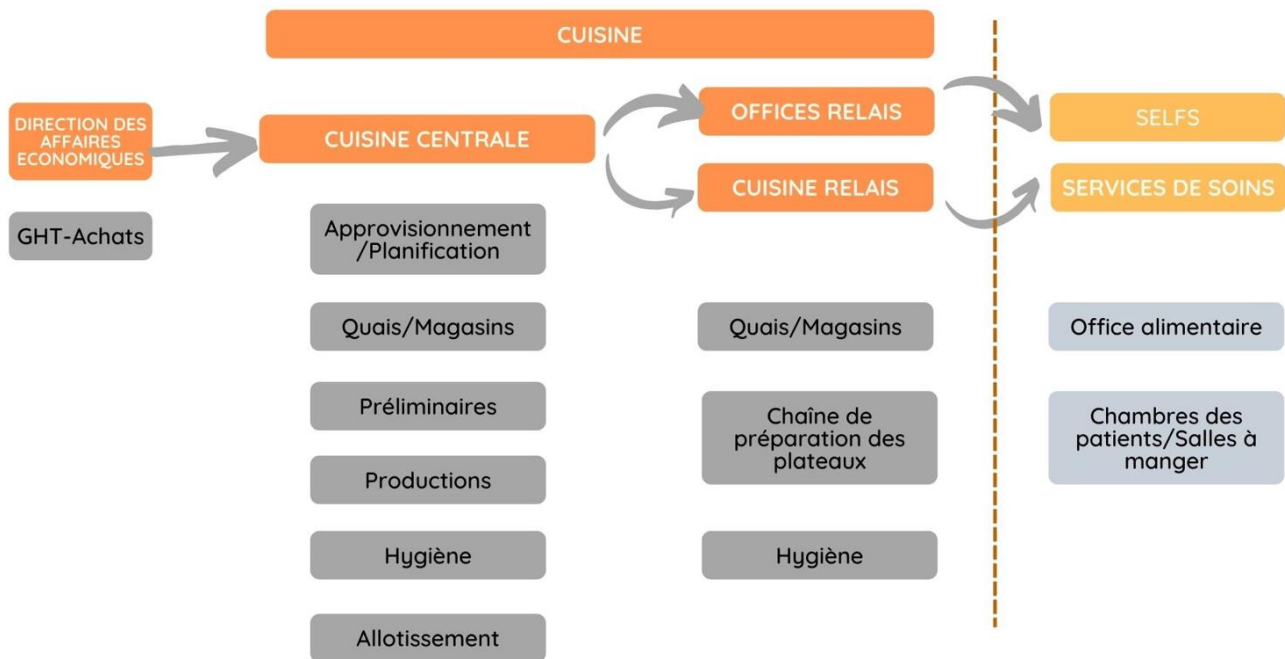 CUISINE
DIRECTION DES
AFFAIRES
ECONOMIQUES
CUISINE CENTRALE
OFFICES RELAIS
CUISINE RELAIS
SELFS
SERVICES DE SOINS
GHT-Achats
Approvisionnement
/Planification
Quais/Magasins
Préliminaires
Productions
Hygiène
Allotissement
Quais/Magasins
Chaîne de
préparation des
plateaux
Hygiène
Office alimentaire
Chambres des
patients/Salles à
manger